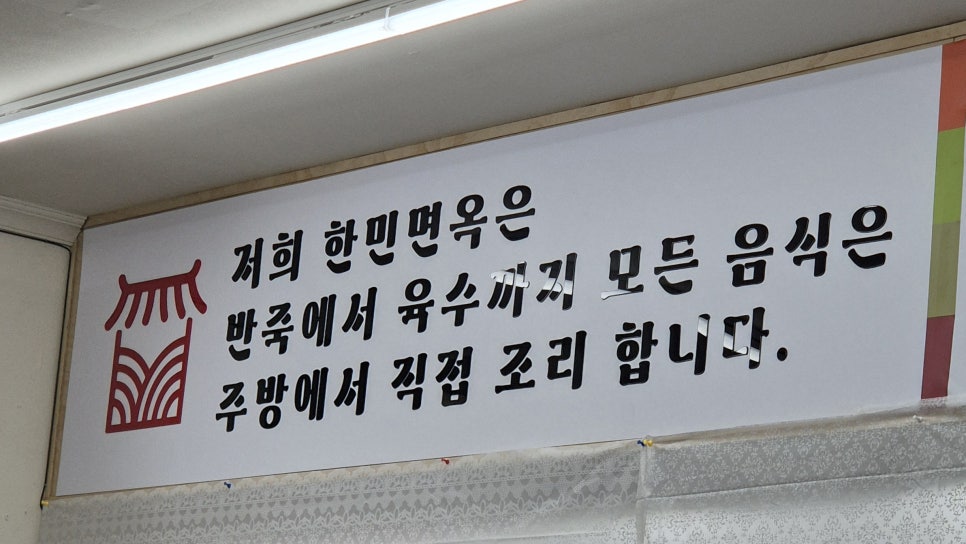 저희 한민면옥은
반죽에서 육수까지 모든 음식은
주방에서 직접 조리 합니다.